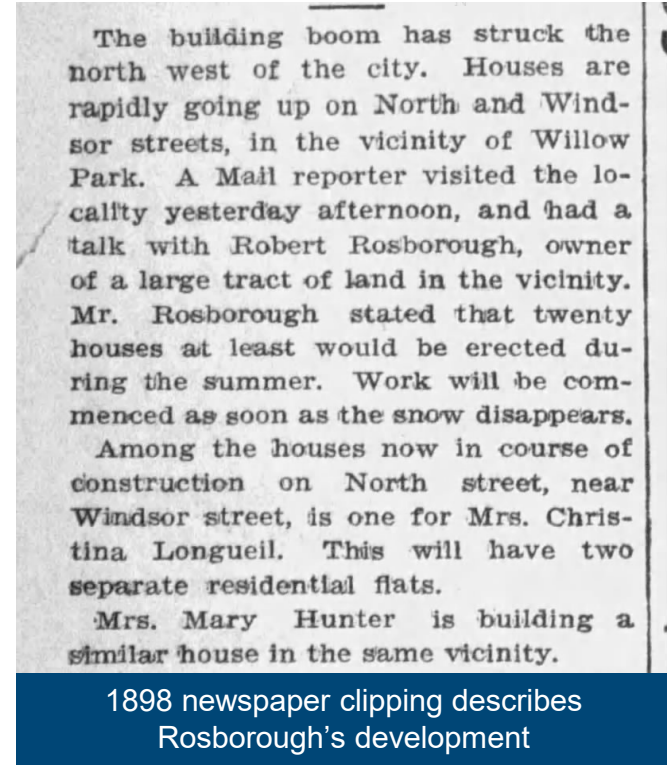 The building boom has struck the
north west of the city. Houses are
rapidly going up on North and Wind-
sor streets, in the vicinity of Willow
Park. A Mail reporter visited the lo-
cality yesterday afternoon, and had a
talk with Robert Rosborough, owner
of a large tract of land in the vicinity.
Mr. Rosborough stated that twenty
houses at least would be erected du-
ring the summer. Work will be com-
menced as soon as the snow disappears.
Among the houses now in course of
construction on North street, near
Windsor street, is one for Mrs. Chris-
tina Longueil. This will have two
separate residential flats.
Mrs. Mary Hunter is building a
similar house in the same vicinity.
1898 newspaper clipping describes
Rosborough's development